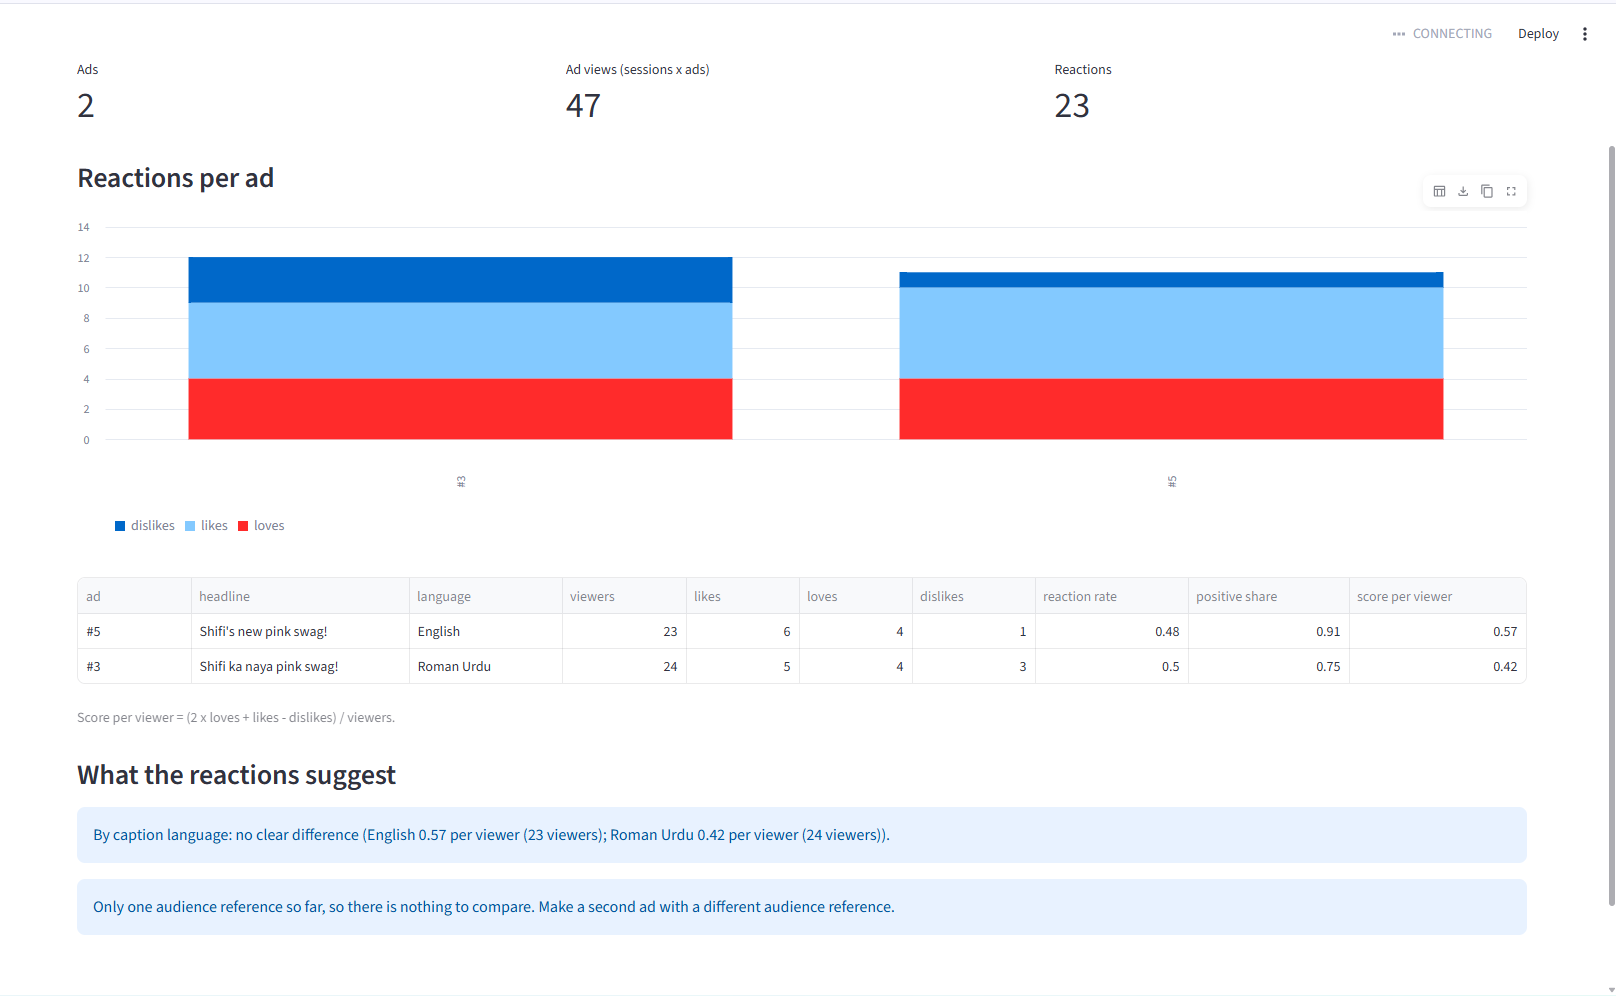 CONNECTING Deploy
Ads Ad views (sessions x ads) Reactions
2 47 23
Reactions per ad
14
12
10
8
6
4
2
0
#3 #5
dislikes likes loves
ad headline language viewers likes loves dislikes reaction rate positive share score per viewer
#5 Shifi's new pink swag! English 23 6 4 1 0.48 0.91 0.57
#3 Shifi ka naya pink swag! Roman Urdu 24 5 4 3 0.5 0.75 0.42
Score per viewer = (2 x loves + likes - dislikes) / viewers.
What the reactions suggest
By caption language: no clear difference (English 0.57 per viewer (23 viewers); Roman Urdu 0.42 per viewer (24 viewers)).
Only one audience reference so far, so there is nothing to compare. Make a second ad with a different audience reference.